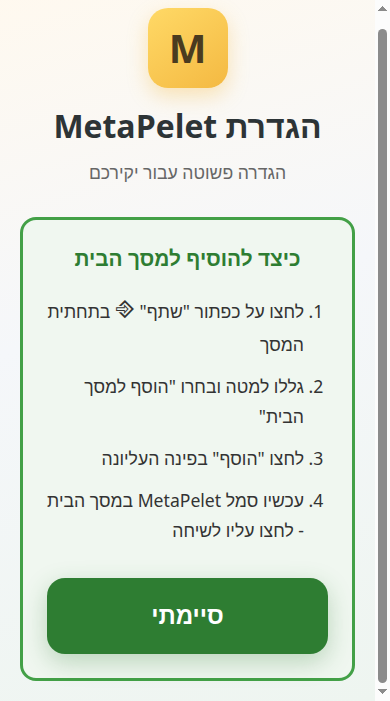 M
הגדרת MetaPelet
הגדרה פשוטה עבור יקירכם
כיצד להוסיף למסך הבית
1. לחצו על כפתור "שתף" בתחתית
המסך
2. גללו למטה ובחרו "הוסף למסך
הבית"
3. לחצו "הוסף" בפינה העליונה
4. עכשיו סמל MetaPelet במסך הבית
- לחצו עליו לשיחה
סיימתי